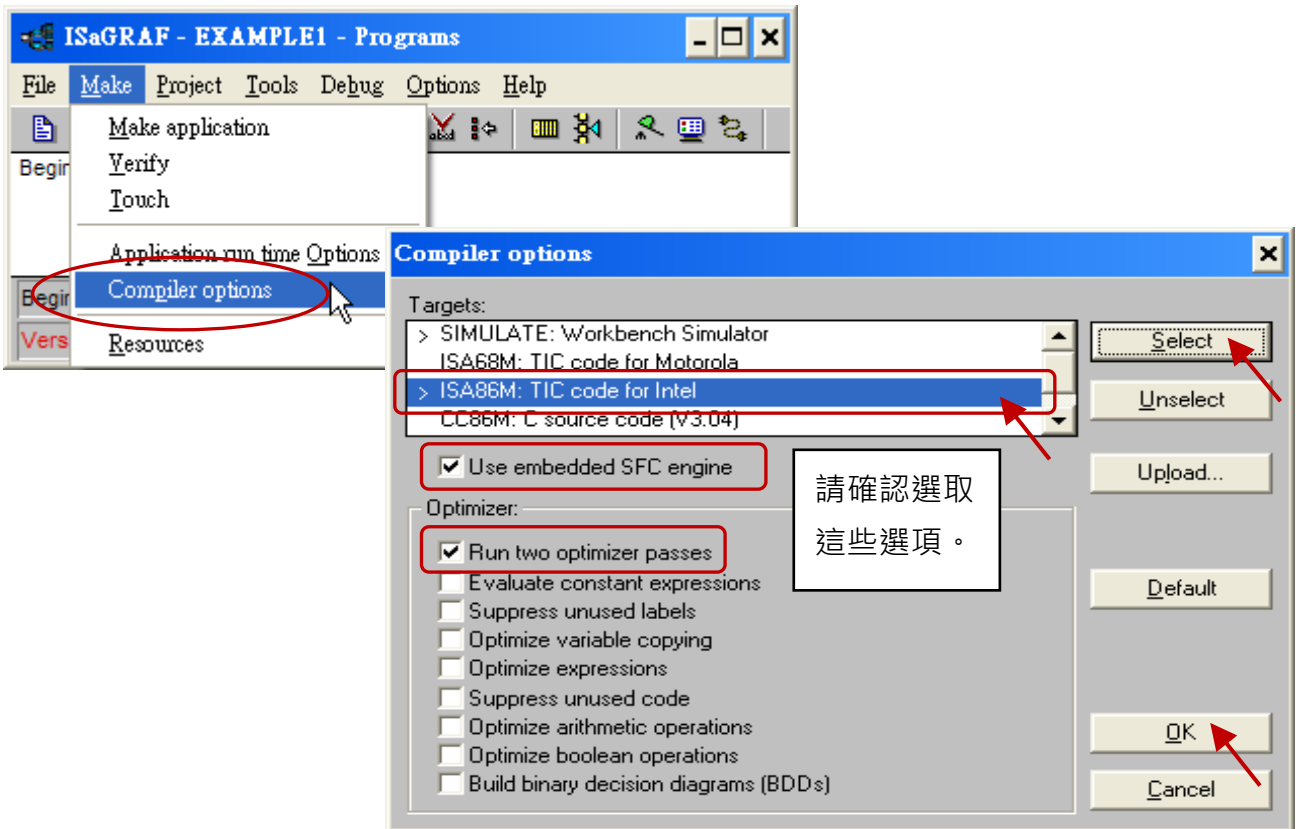 ISaGRAF - EXAMPLE1 - Programs
File Make Project Tools Debug Options Help
Make application
Begin
Verify
Touch
Application run time Options
Compiler options
Begin
Vers
Resources
Compiler options
Targets:
> SIMULATE: Workbench Simulator
ISA68M: TIC code for Motorola
> ISA86M: TIC code for Intel
CC86M: C source code (V3.04)
Select
Unselect
Upload...
Use embedded SFC engine
請確認選取
這些選項。
Optimizer:
Run two optimizer passes
Evaluate constant expressions
Suppress unused labels
Optimize variable copying
Optimize expressions
Suppress unused code
Optimize arithmetic operations
Optimize boolean operations
Build binary decision diagrams (BDDs)
Default
OK
Cancel